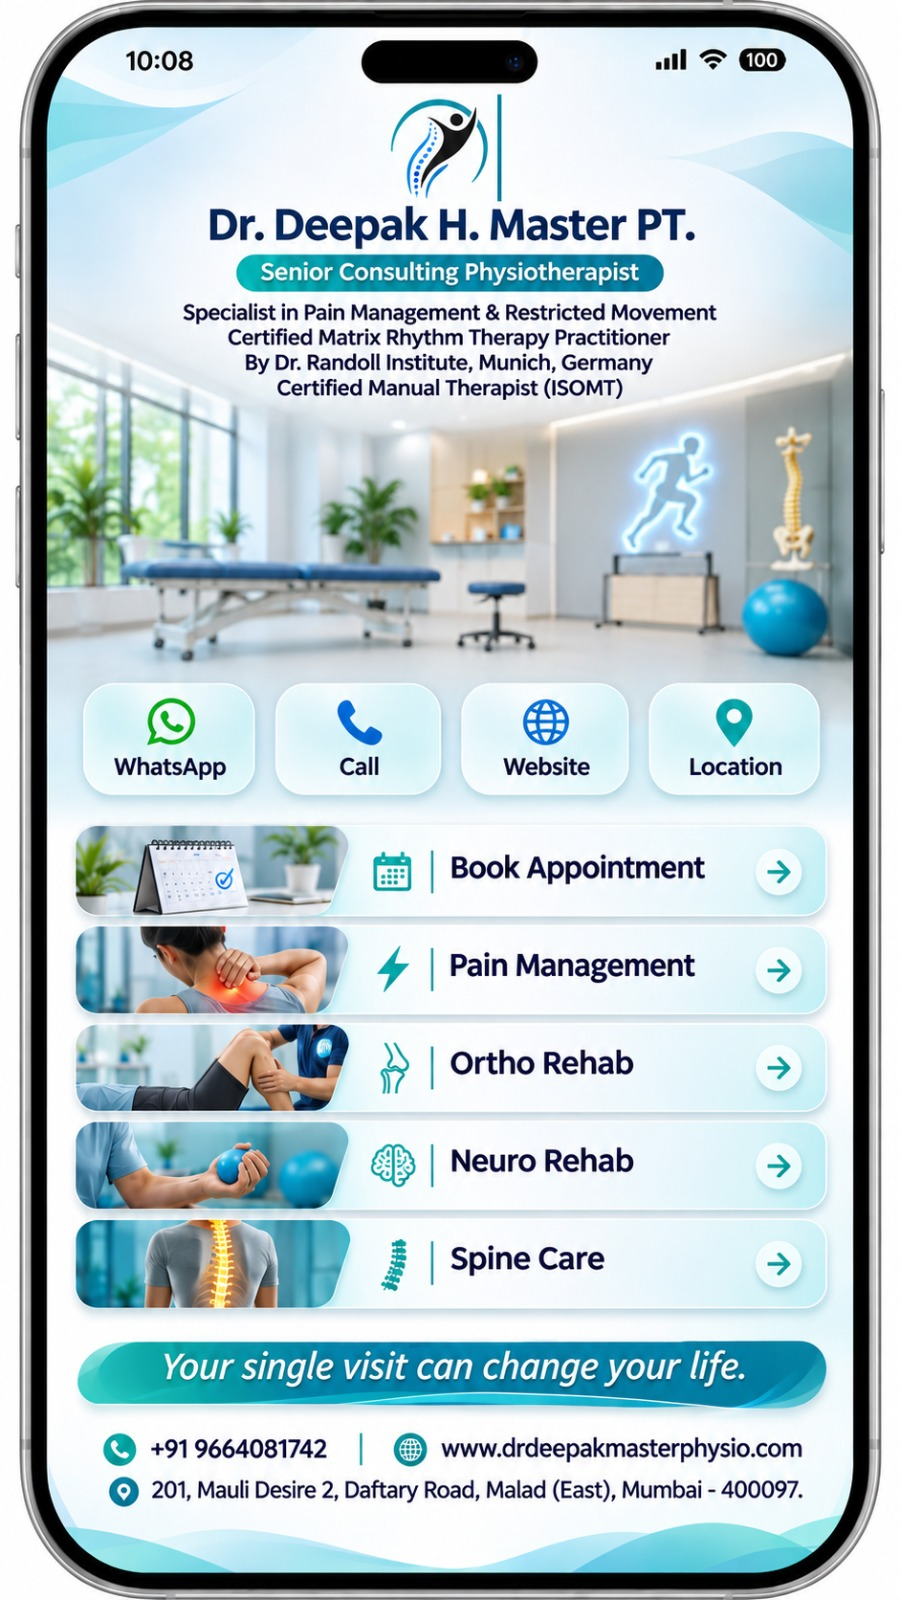 10:08
100
Dr. Deepak H. Master PT.
Senior Consulting Physiotherapist
Specialist in Pain Management & Restricted Movement
Certified Matrix Rhythm Therapy Practitioner
By Dr. Randoll Institute, Munich, Germany
Certified Manual Therapist (ISOMT)
WhatsApp
Call
Website
Location
Book Appointment
Pain Management
Ortho Rehab
Neuro Rehab
Spine Care
Your single visit can change your life.
+91 9664081742
www.drdeepakmasterphysio.com
201, Mauli Desire 2, Daftary Road, Malad (East), Mumbai - 400097.